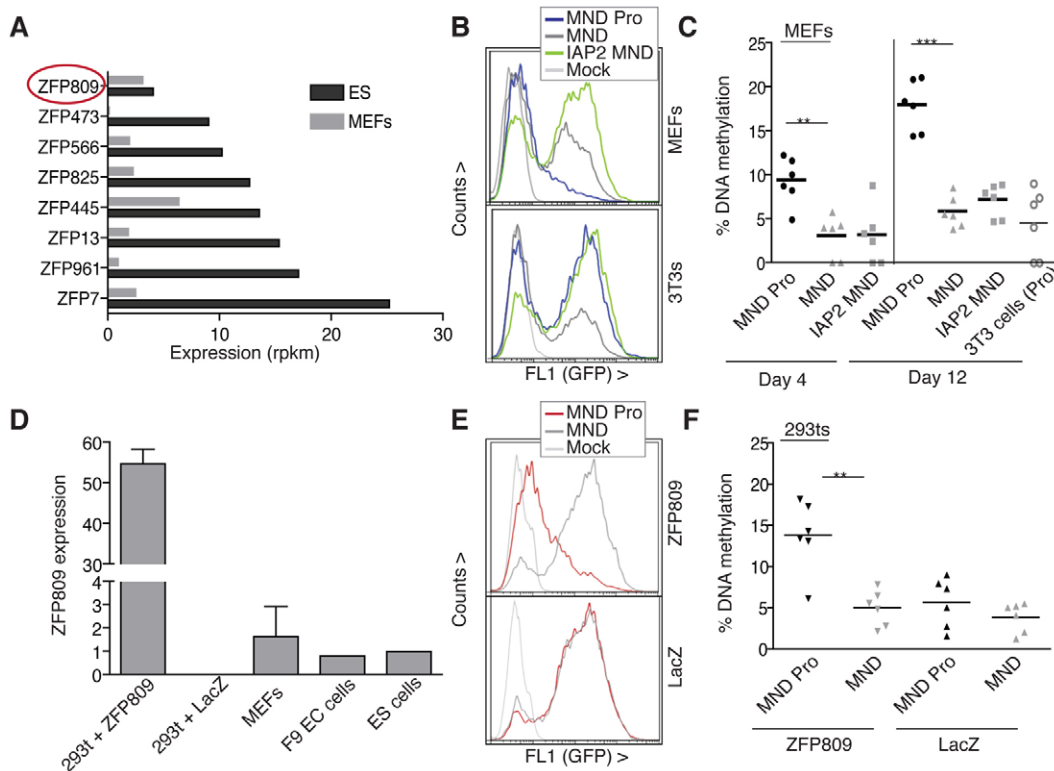 A
ZFP809
ZFP473
ZFP566
ZFP825
ZFP445
ZFP13
ZFP961
ZFP7
0 10 20 30
Expression (rpkm)
ES
MEFs
B
MND Pro
MND
IAP2 MND
Mock
Counts >
MEFs
3T3s
FL1 (GFP) >
C
MEFs
% DNA methylation
25
20
15
10
5
0
**
***
MND Pro
MND
IAP2 MND
MND Pro
MND
IAP2 MND
3T3 cells (Pro)
Day 4
Day 12
D
ZFP809 expression
60
50
40
30
4
3
2
1
0
293t + ZFP809
293t + LacZ
MEFs
F9 EC cells
ES cells
E
MND Pro
MND
Mock
Counts >
ZFP809
LacZ
FL1 (GFP) >
F
293ts
% DNA methylation
25
20
15
10
5
0
**
MND Pro
MND
MND Pro
MND
ZFP809
LacZ